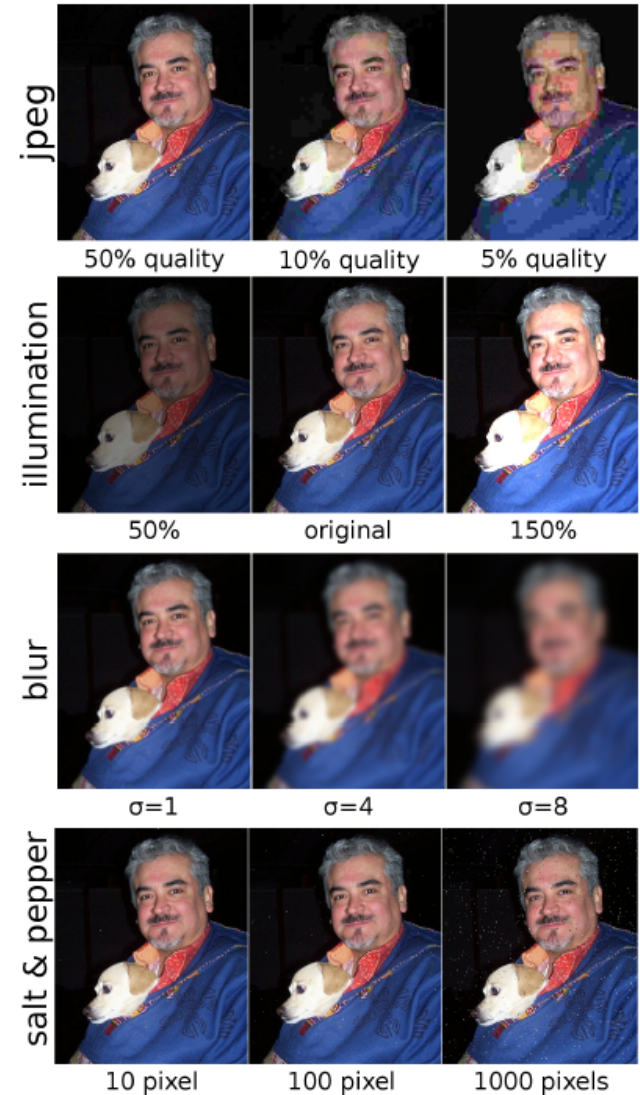 jpeg
50% quality
10% quality
5% quality
illumination
50%
original
150%
blur
σ=1
σ=4
σ=8
salt & pepper
10 pixel
100 pixel
1000 pixels